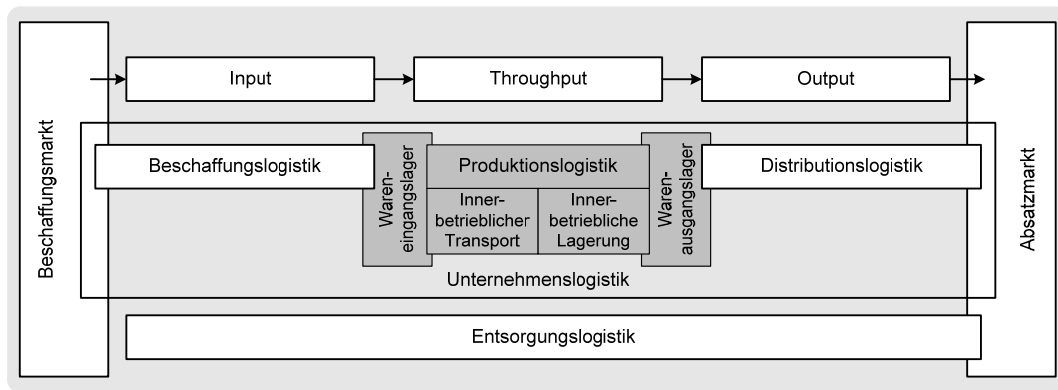 Beschaffungsmarkt
Input
Throughput
Output
Absatzmarkt
Beschaffungslogistik
Waren-
eingangslager
Produktionslogistik
Inner-
betrieblicher
Transport
Inner-
betriebliche
Lagerung
Waren-
ausgangslager
Distributionslogistik
Unternehmenslogistik
Entsorgungslogistik